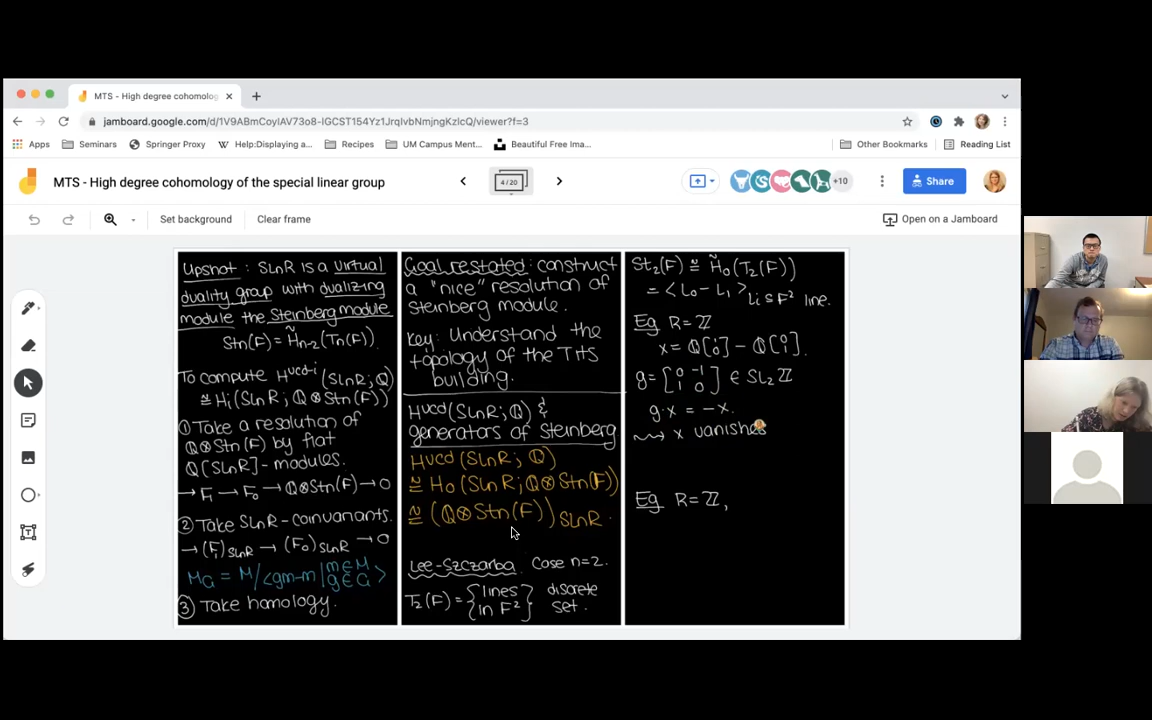 MTS - High degree cohomolog
jamboard.google.com/d/1V9ABmCoyIAV73o8-IGCST154Yz1JrqIvbNmjngKzlcQ/viewer?f=3
Apps
Seminars
Springer Proxy
Help:Displaying a...
Recipes
UM Campus Ment...
Beautiful Free Ima...
Other Bookmarks
Reading List
MTS - High degree cohomology of the special linear group
4 / 20
+10
Share
Set background
Clear frame
Open on a Jamboard
Upshot: SLnR is a virtual
duality group with dualizing
module the Steinberg module
Stn(F) = H̃n-2(Tn(F)).
To compute Hvcd-i(SLnR; ℚ)
≅ Hi(SLnR; ℚ⊗Stn(F))
① Take a resolution of
ℚ⊗Stn(F) by flat
ℚ[SLnR]-modules.
→ F1 → F0 → ℚ⊗Stn(F) → 0
② Take SLnR-coinvariants.
→ (F1)SLnR → (F0)SLnR → 0
MG = M/<gm-m | m∈M g∈G>
③ Take homology.
Goal restated: construct
a "nice" resolution of
Steinberg module.
Key: Understand the
topology of the Tits
building.
Hvcd(SLnR; ℚ) &
generators of Steinberg
Hvcd(SLnR; ℚ)
≅ H0(SLnR; ℚ⊗Stn(F))
≅ (ℚ⊗Stn(F))SLnR.
Lee-Szczarba. Case n=2.
T2(F) = {lines in F²} discrete set.
St2(F) ≅ H̃0(T2(F))
= <L0 - L1> Li ⊆ F² line.
Eg R=ℤ
x = ℚ[1 0] - ℚ[0 1].
g = [0 -1 1 0] ∈ SL2ℤ
g·x = -x.
⇝ x vanishes
Eg R=ℤ,